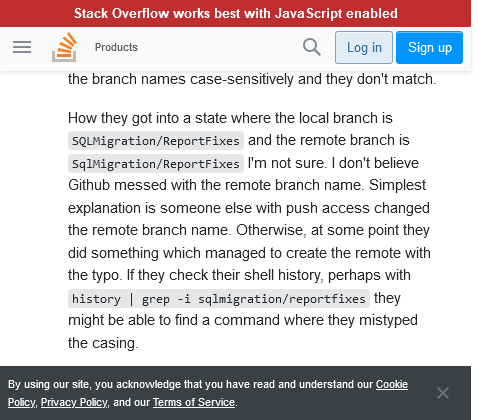 Stack Overflow works best with JavaScript enabled
Products
Log in
Sign up
the branch names case-sensitively and they don't match.
How they got into a state where the local branch is
SQLMigration/ReportFixes and the remote branch is
SqlMigration/ReportFixes I'm not sure. I don't believe
Github messed with the remote branch name. Simplest
explanation is someone else with push access changed
the remote branch name. Otherwise, at some point they
did something which managed to create the remote with
the typo. If they check their shell history, perhaps with
history | grep -i sqlmigration/reportfixes they
might be able to find a command where they mistyped
the casing.
By using our site, you acknowledge that you have read and understand our Cookie
Policy, Privacy Policy, and our Terms of Service.